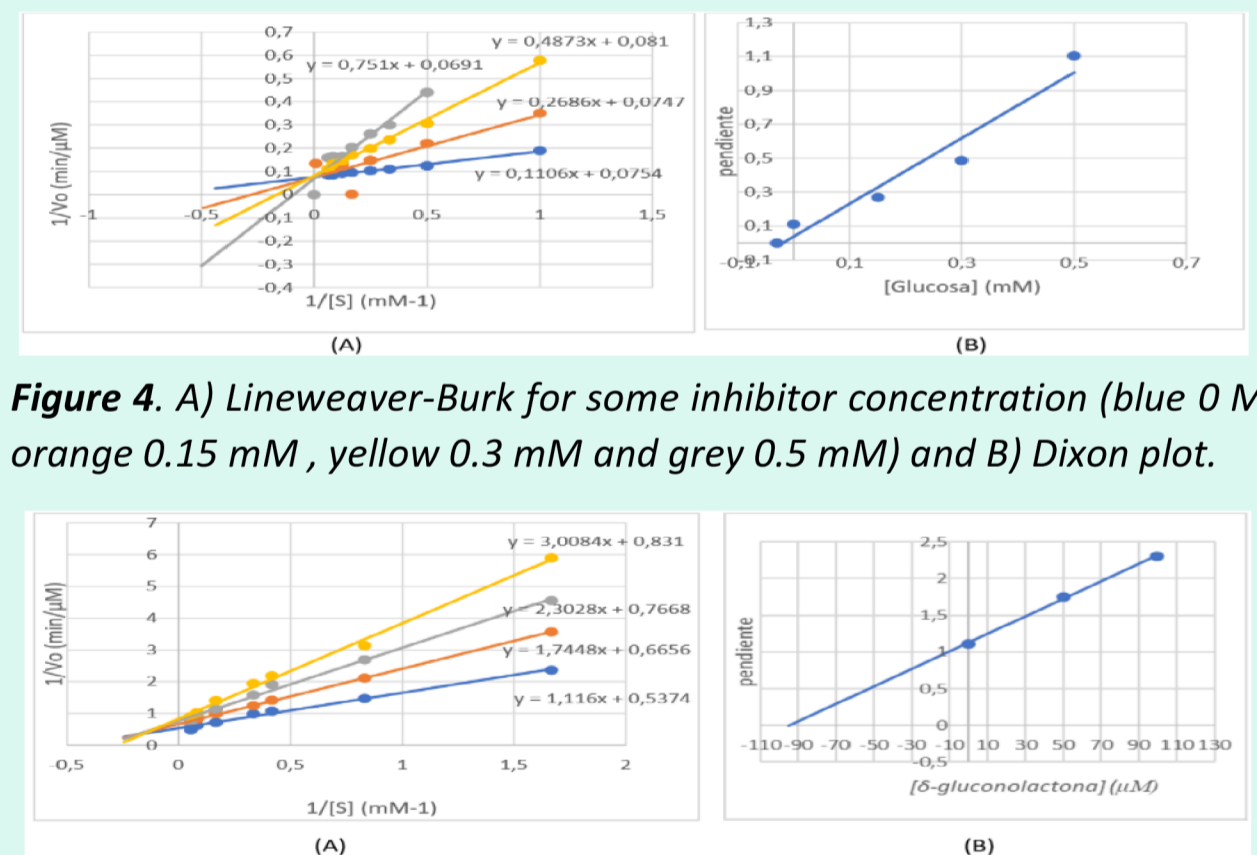 0,7
0,6
0,5
0,4
0,3
0,2
0,1
0
-0,1
-0,2
-0,3
-0,4
-1
-0,5
0
0,5
1
1,5
y = 0,4873x + 0,081
y = 0,751x + 0,0691
y = 0,2686x + 0,0747
y = 0,1106x + 0,0754
1/Vo (min/µM)
1/[S] (mM-1)
(A)
1,3
1,1
0,9
0,7
0,5
0,3
0,1
-0,1
-0,1
0,1
0,3
0,5
0,7
pendiente
[Glucosa] (mM)
(B)
Figure 4. A) Lineweaver-Burk for some inhibitor concentration (blue 0 M
orange 0.15 mM , yellow 0.3 mM and grey 0.5 mM) and B) Dixon plot.
7
6
5
4
3
2
1
0
-0,5
0
0,5
1
1,5
2
y = 3,0084x + 0,831
y = 2,3028x + 0,7668
y = 1,7448x + 0,6656
y = 1,116x + 0,5374
1/Vo (min/µM)
1/[S] (mM-1)
(A)
2,5
2
1,5
1
0,5
0
-0,5
-110 -90 -70 -50 -30 -10 10 30 50 70 90 110 130
pendiente
[δ-gluconolactona] (µM)
(B)